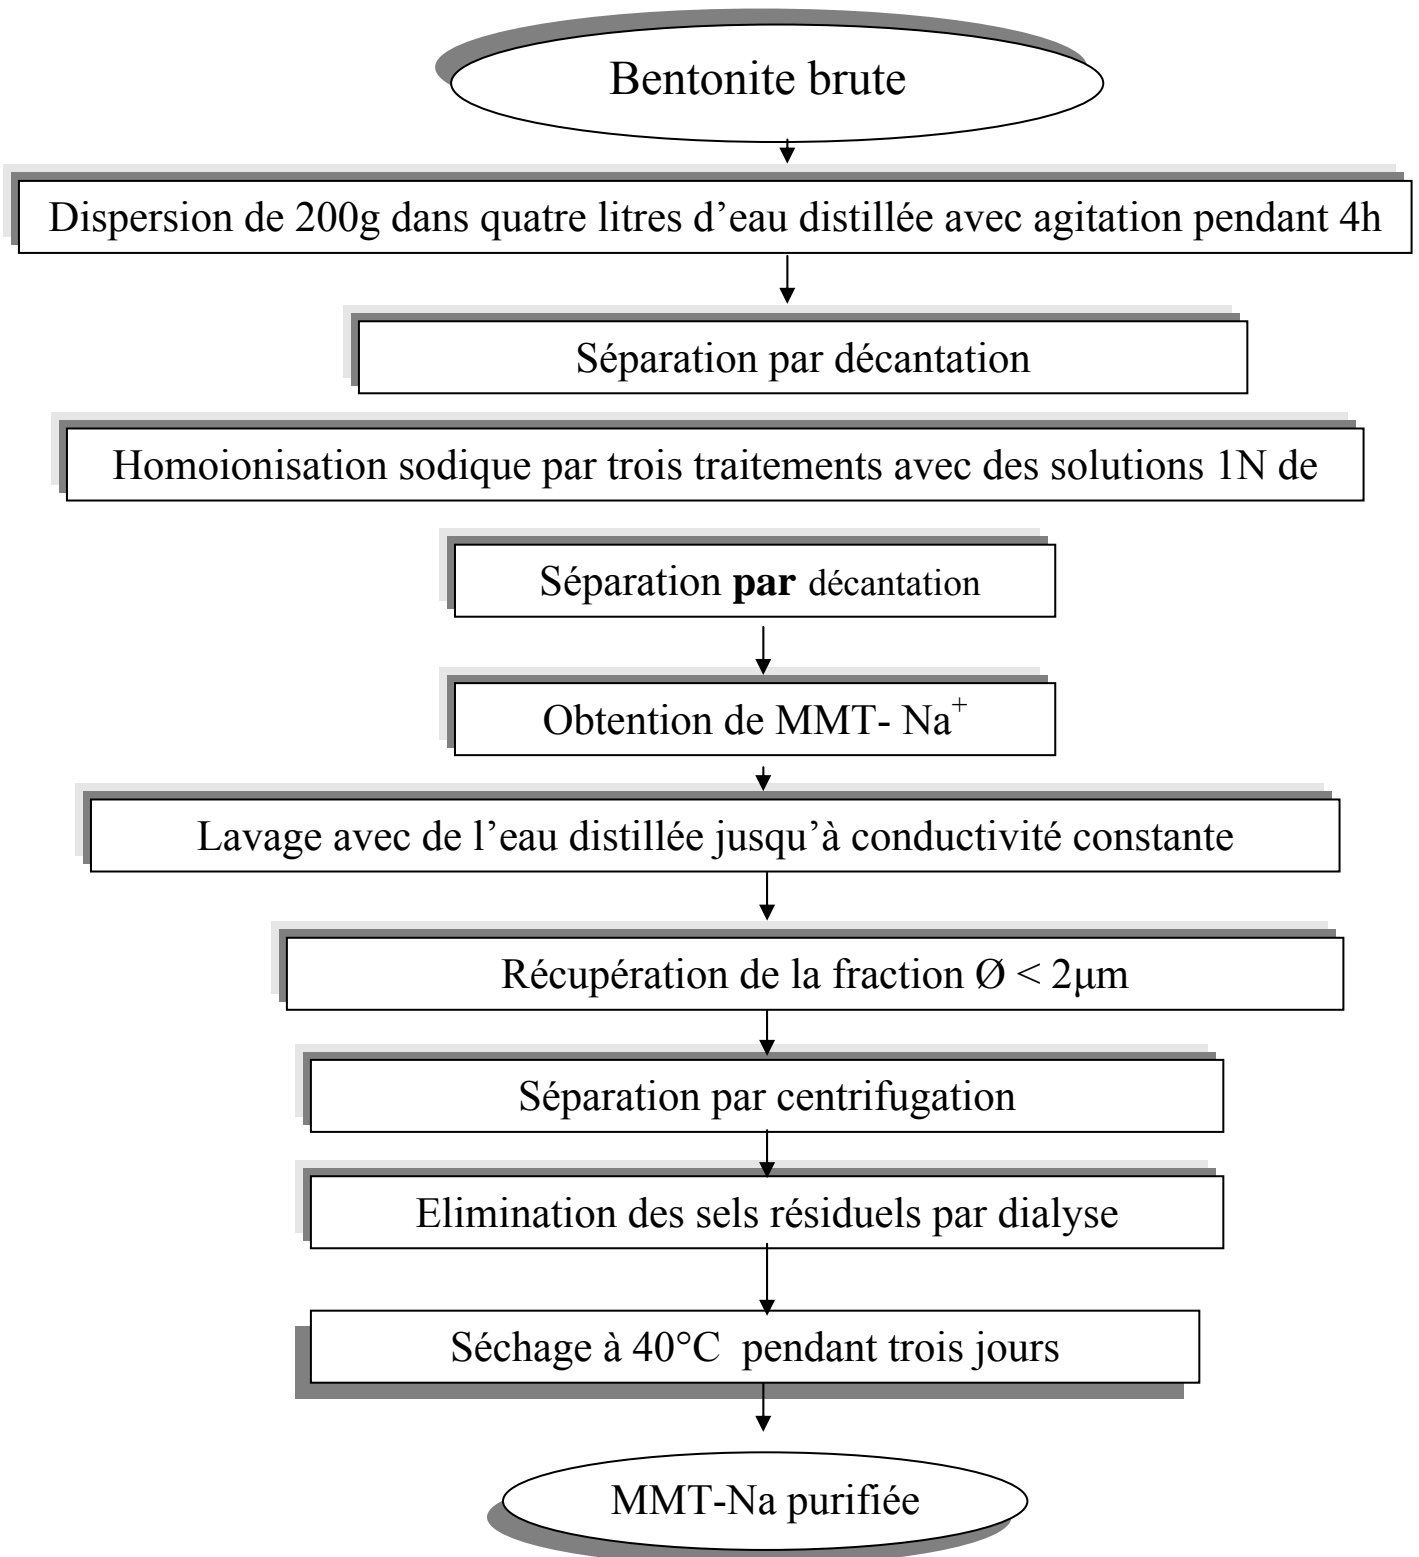 Bentonite brute
Dispersion de 200g dans quatre litres d’eau distillée avec agitation pendant 4h
Séparation par décantation
Homoionisation sodique par trois traitements avec des solutions 1N de
Séparation par décantation
Obtention de MMT- Na⁺
Lavage avec de l’eau distillée jusqu’à conductivité constante
Récupération de la fraction Ø < 2µm
Séparation par centrifugation
Elimination des sels résiduels par dialyse
Séchage à 40°C  pendant trois jours
MMT-Na purifiée